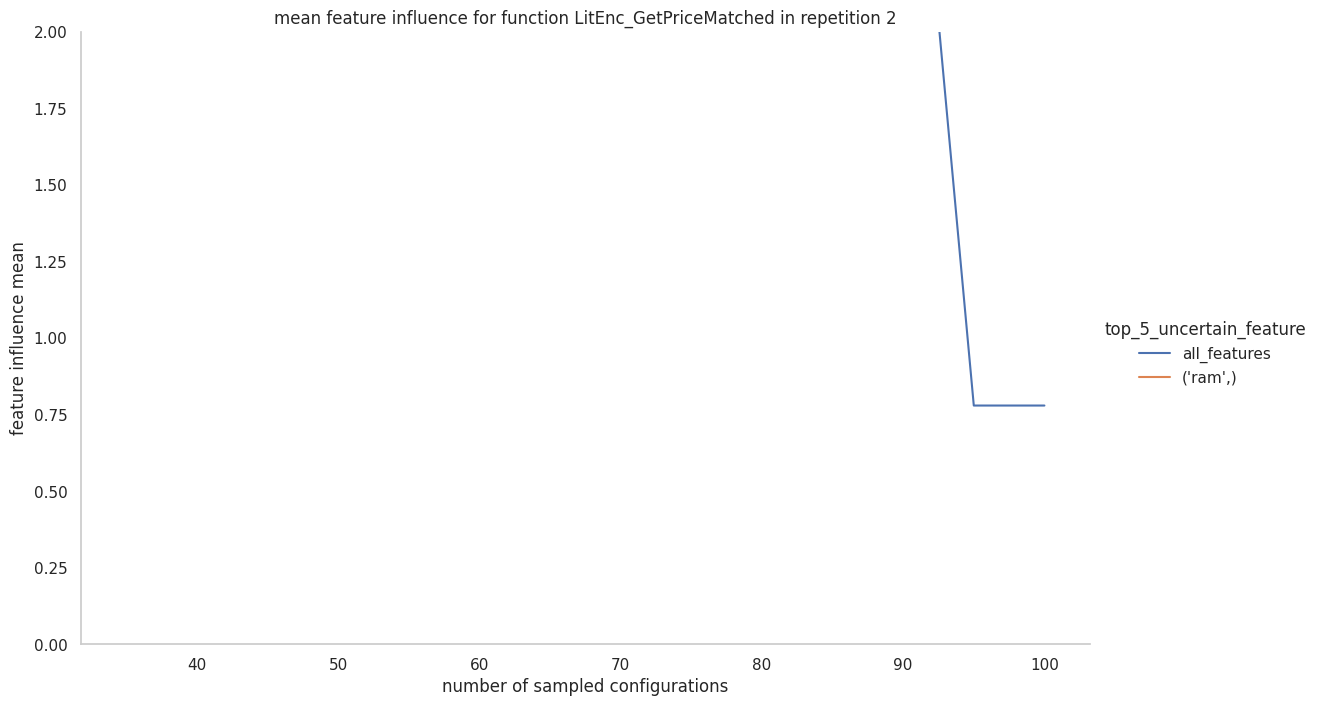 mean feature influence for function LitEnc_GetPriceMatched in repetition 2
2.00
1.75
1.50
1.25
1.00
0.75
0.50
0.25
0.00
feature influence mean
40 50 60 70 80 90 100
number of sampled configurations
top_5_uncertain_feature
all_features
('ram',)